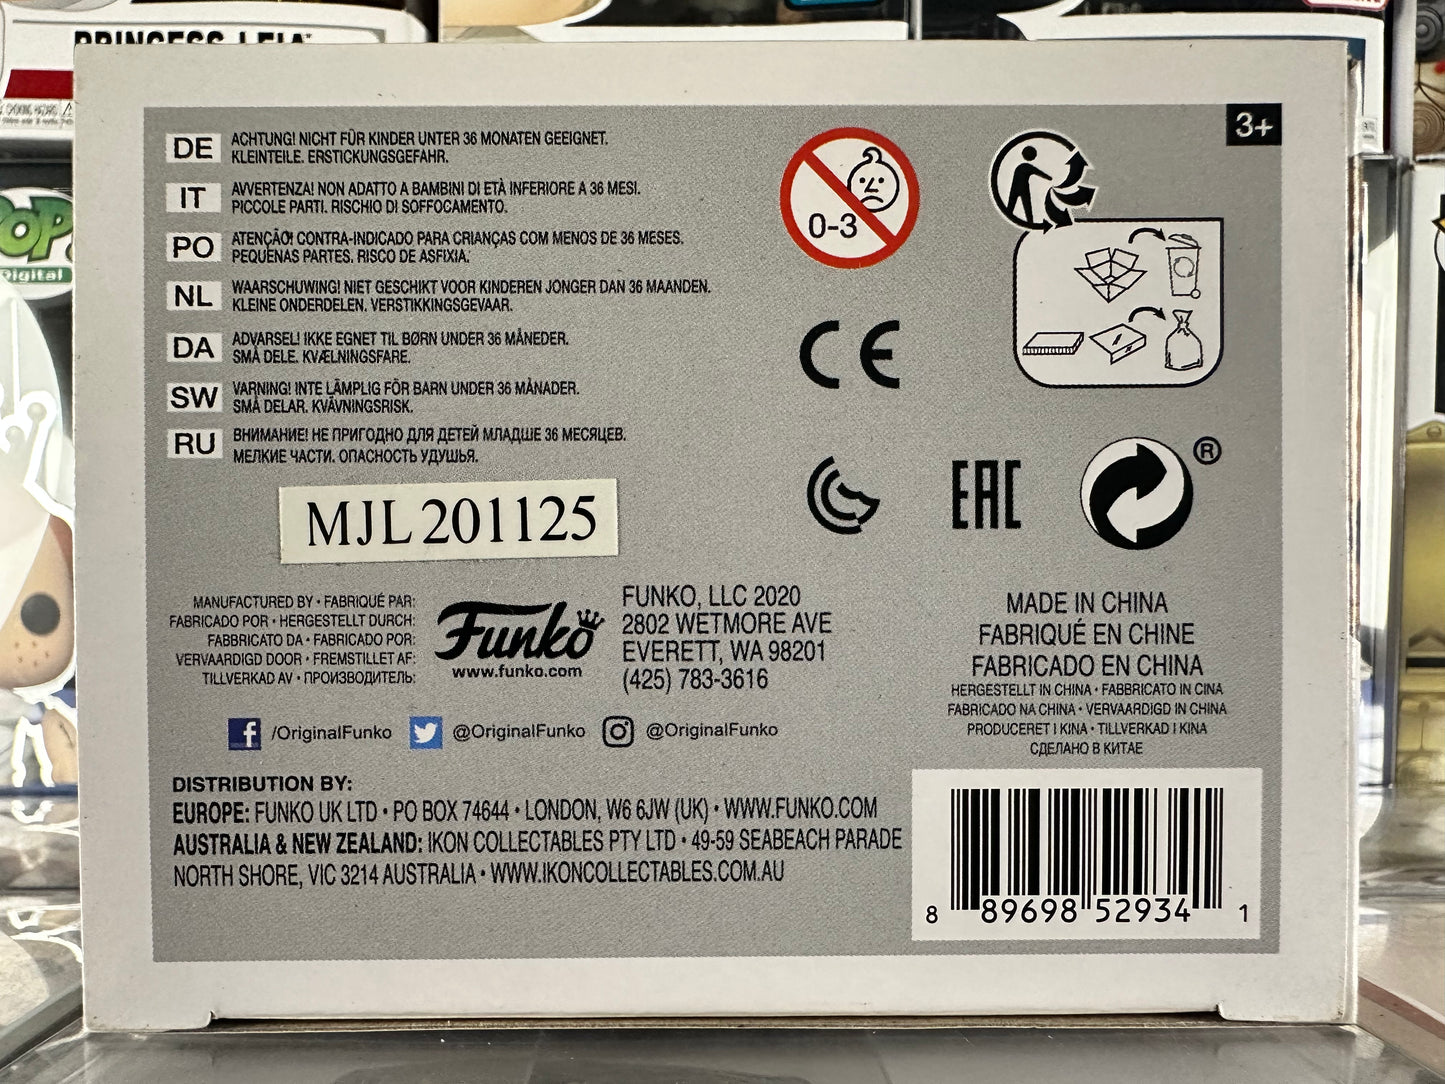 PRINCESS LEIA™
POP!
Digital
3+
DE ACHTUNG! NICHT FÜR KINDER UNTER 36 MONATEN GEEIGNET.
KLEINTEILE. ERSTICKUNGSGEFAHR.
IT AVVERTENZA! NON ADATTO A BAMBINI DI ETÀ INFERIORE A 36 MESI.
PICCOLE PARTI. RISCHIO DI SOFFOCAMENTO.
PO ATENÇÃO! CONTRA-INDICADO PARA CRIANÇAS COM MENOS DE 36 MESES.
PEQUENAS PARTES. RISCO DE ASFIXIA.
NL WAARSCHUWING! NIET GESCHIKT VOOR KINDEREN JONGER DAN 36 MAANDEN.
KLEINE ONDERDELEN. VERSTIKKINGSGEVAAR.
DA ADVARSEL! IKKE EGNET TIL BØRN UNDER 36 MÅNEDER.
SMÅ DELE. KVÆLNINGSFARE.
SW VARNING! INTE LÄMPLIG FÖR BARN UNDER 36 MÅNADER.
SMÅ DELAR. KVÄVNINGSRISK.
RU ВНИМАНИЕ! НЕ ПРИГОДНО ДЛЯ ДЕТЕЙ МЛАДШЕ 36 МЕСЯЦЕВ.
МЕЛКИЕ ЧАСТИ. ОПАСНОСТЬ УДУШЬЯ.
0-3
CE
EAC
®
MJL 201125
MANUFACTURED BY • FABRIQUÉ PAR:
FABRICADO POR • HERGESTELLT DURCH:
FABBRICATO DA • FABRICADO POR:
VERVAARDIGD DOOR • FREMSTILLET AF:
TILLVERKAD AV • ПРОИЗВОДИТЕЛЬ:
Funko
www.funko.com
FUNKO, LLC 2020
2802 WETMORE AVE
EVERETT, WA 98201
(425) 783-3616
MADE IN CHINA
FABRIQUÉ EN CHINE
FABRICADO EN CHINA
HERGESTELLT IN CHINA • FABBRICATO IN CINA
FABRICADO NA CHINA • VERVAARDIGD IN CHINA
PRODUCERET I KINA • TILLVERKAD I KINA
СДЕЛАНО В КИТАЕ
f /OriginalFunko @OriginalFunko @OriginalFunko
DISTRIBUTION BY:
EUROPE: FUNKO UK LTD • PO BOX 74644 • LONDON, W6 6JW (UK) • WWW.FUNKO.COM
AUSTRALIA & NEW ZEALAND: IKON COLLECTABLES PTY LTD • 49-59 SEABEACH PARADE
NORTH SHORE, VIC 3214 AUSTRALIA • WWW.IKONCOLLECTABLES.COM.AU
8 89698 52934 1